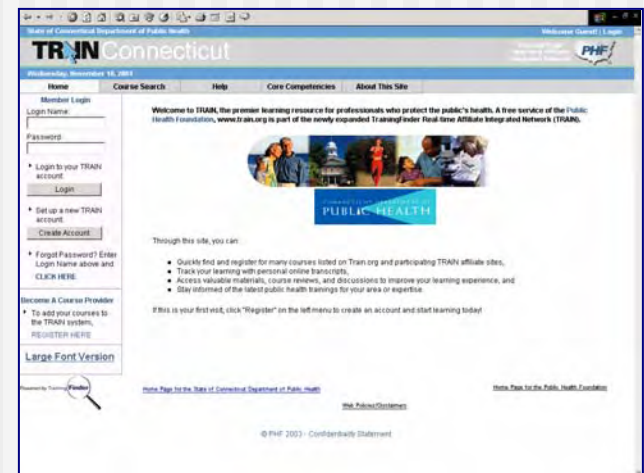 State of Connecticut Department of Public Health
Welcome Guest! | Login
TRAIN Connecticut
PHF
Wednesday, November 10, 2004
Home Course Search Help Core Competencies About This Site
Member Login
Login Name:
Password:
Login to your TRAIN
account.
Login
Set up a new TRAIN
account.
Create Account
Forgot Password? Enter
Login Name above and
CLICK HERE.
Become A Course Provider
To add your courses to
the TRAIN system,
REGISTER HERE
Large Font Version
Powered by Training Finder
Welcome to TRAIN, the premier learning resource for professionals who protect the public's health. A free service of the Public
Health Foundation, www.train.org is part of the newly expanded TrainingFinder Real-time Affiliate Integrated Network (TRAIN).
CONNECTICUT DEPARTMENT OF
PUBLIC HEALTH
Through this site, you can:
Quickly find and register for many courses listed on Train.org and participating TRAIN affiliate sites,
Track your learning with personal online transcripts,
Access valuable materials, course reviews, and discussions to improve your learning experience, and
Stay informed of the latest public health trainings for your area or expertise.
If this is your first visit, click "Register" on the left menu to create an account and start learning today!
Home Page for the State of Connecticut Department of Public Health
Home Page for the Public Health Foundation
Web Policies/Disclaimers
© PHF 2003 - Confidentiality Statement